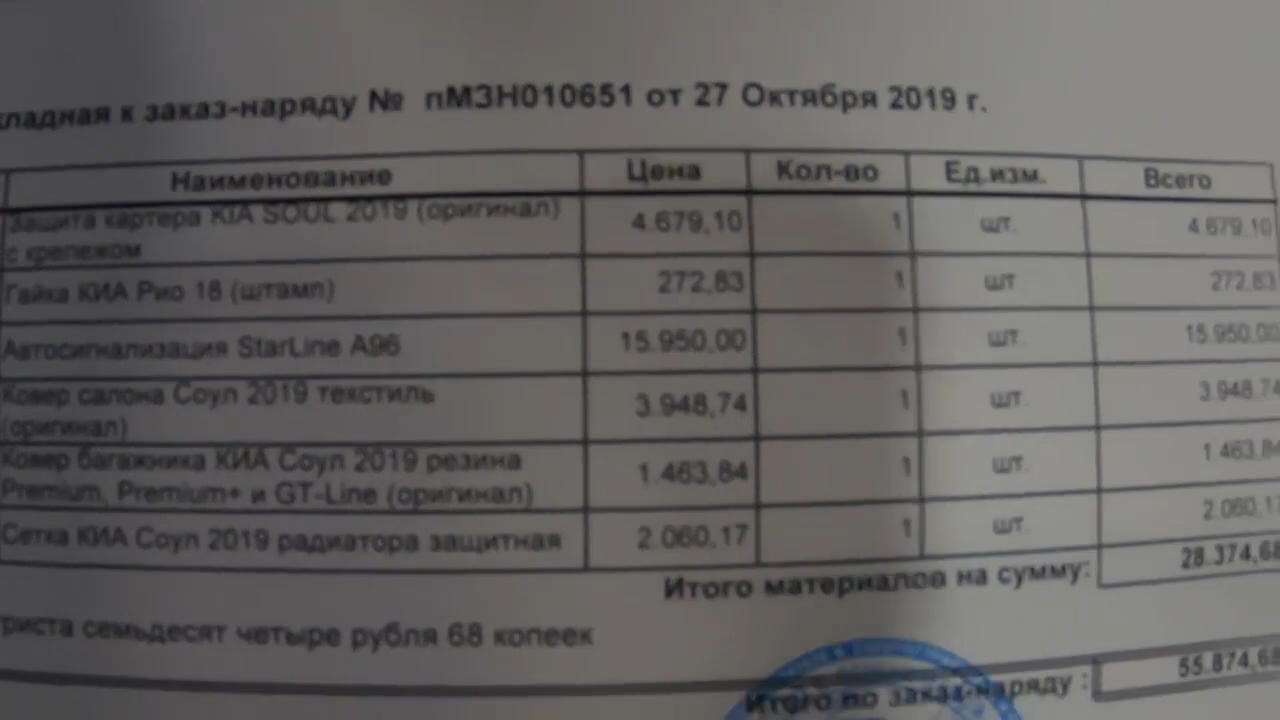 кладная к заказ-наряду № пМЗН010651 от 27 Октября 2019 г.
Наименование Цена Кол-во Ед.изм. Всего
Защита картера KIA SOUL 2019 (оригинал) 4.679,10 1 шт. 4.679,10
с крепежом
Гайка КИА Рио 18 (штамп) 272,83 1 шт 272,83
Автосигнализация StarLine A96 15.950,00 1 шт. 15.950,00
Ковер салона Соул 2019 текстиль 3.948,74 1 шт. 3.948,74
(оригинал)
Ковер багажника КИА Соул 2019 резина 1.463,84 1 шт. 1.463,84
Premium, Premium+ и GT-Line (оригинал)
Сетка КИА Соул 2019 радиатора защитная 2.060,17 1 шт. 2.060,17
Итого материалов на сумму: 28.374,68
триста семьдесят четыре рубля 68 копеек
Итого по заказ-наряду : 55.874,68